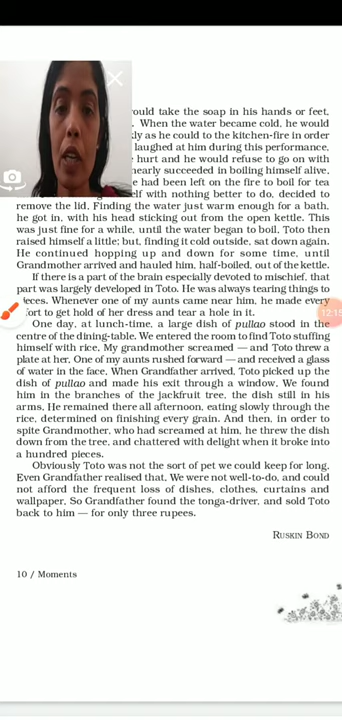 would take the soap in his hands or feet,
. When the water became cold, he would
kly as he could to the kitchen-fire in order
laughed at him during this performance,
hurt and he would refuse to go on with
nearly succeeded in boiling himself alive.
e had been left on the fire to boil for tea
elf with nothing better to do, decided to
remove the lid. Finding the water just warm enough for a bath,
he got in, with his head sticking out from the open kettle. This
was just fine for a while, until the water began to boil. Toto then
raised himself a little; but, finding it cold outside, sat down again.
He continued hopping up and down for some time, until
Grandmother arrived and hauled him, half-boiled, out of the kettle.
If there is a part of the brain especially devoted to mischief, that
part was largely developed in Toto. He was always tearing things to
ieces. Whenever one of my aunts came near him, he made every
fort to get hold of her dress and tear a hole in it.
12:15
One day, at lunch-time, a large dish of pullao stood in the
centre of the dining-table. We entered the room to find Toto stuffing
himself with rice. My grandmother screamed — and Toto threw a
plate at her. One of my aunts rushed forward — and received a glass
of water in the face. When Grandfather arrived, Toto picked up the
dish of pullao and made his exit through a window. We found
him in the branches of the jackfruit tree, the dish still in his
arms. He remained there all afternoon, eating slowly through the
rice, determined on finishing every grain. And then, in order to
spite Grandmother, who had screamed at him, he threw the dish
down from the tree, and chattered with delight when it broke into
a hundred pieces.
Obviously Toto was not the sort of pet we could keep for long.
Even Grandfather realised that. We were not well-to-do, and could
not afford the frequent loss of dishes, clothes, curtains and
wallpaper. So Grandfather found the tonga-driver, and sold Toto
back to him — for only three rupees.
RUSKIN BOND
10 / Moments